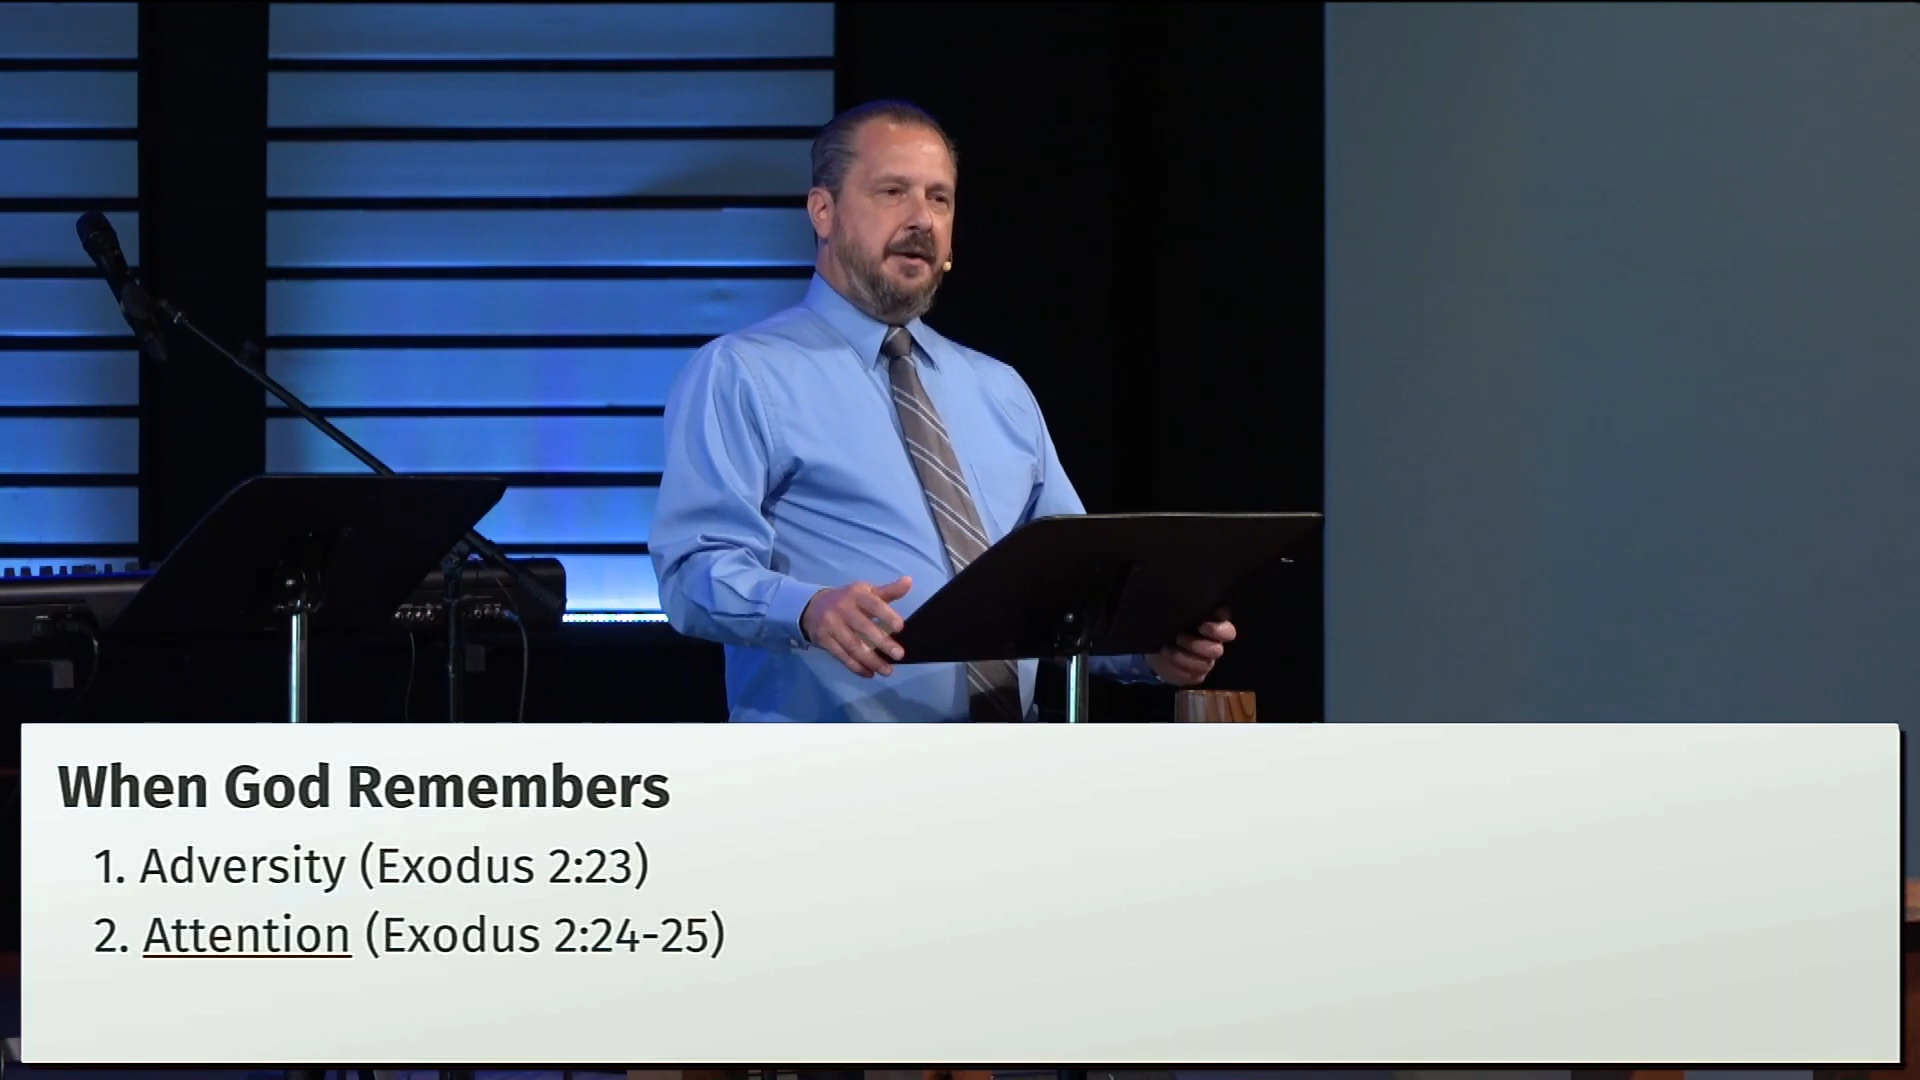 When God Remembers
1. Adversity (Exodus 2:23)
2. Attention (Exodus 2:24-25)